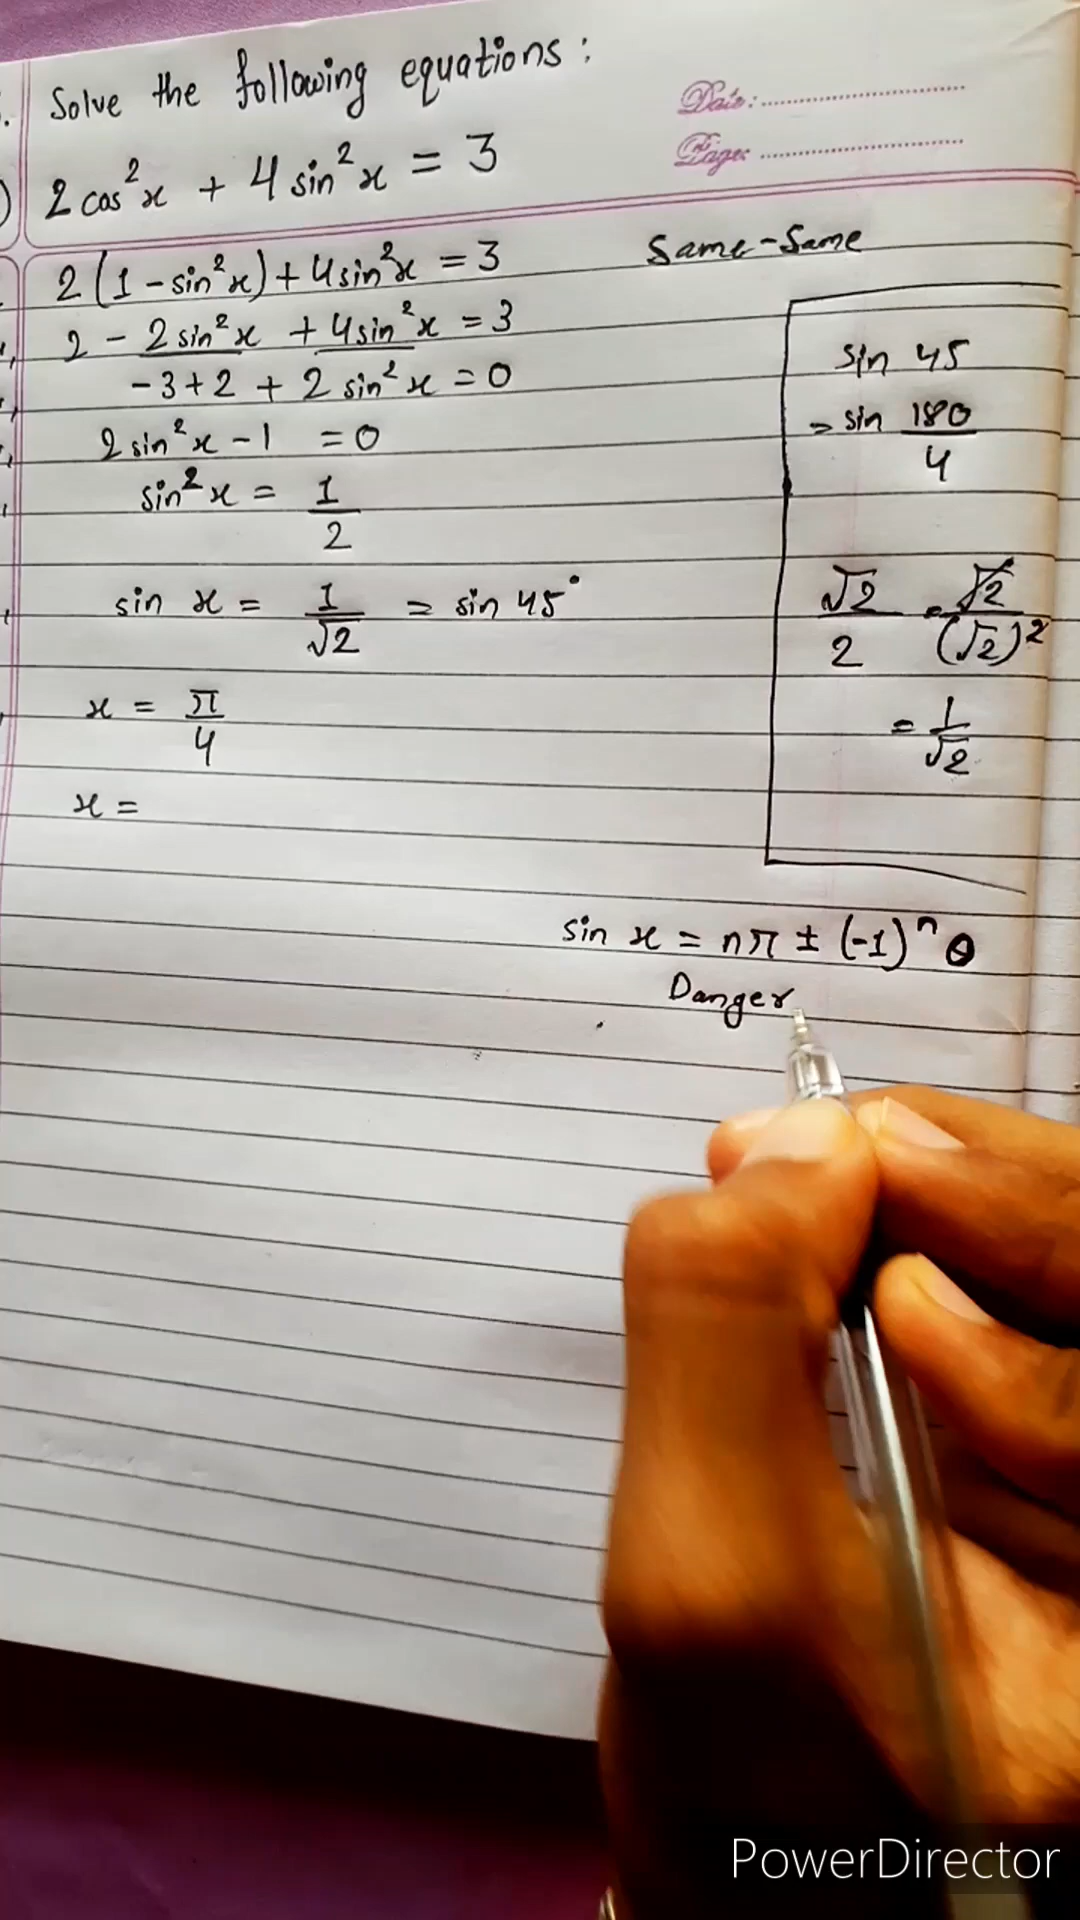 Solve the following equations :
Date:
Page:
2 cos²x + 4 sin²x = 3
2(1 - sin²x) + 4sin²x = 3
2 - 2sin²x + 4sin²x = 3
-3+2 + 2 sin²x = 0
2 sin²x - 1 = 0
sin²x = 1/2
sin x = 1/√2 = sin 45°
x = π/4
x =
Same-Same
sin 45
= sin 180/4
√2/2 = √2/(√2)²
= 1/√2
sin x = nπ ± (-1)ⁿ θ
Danger
PowerDirector